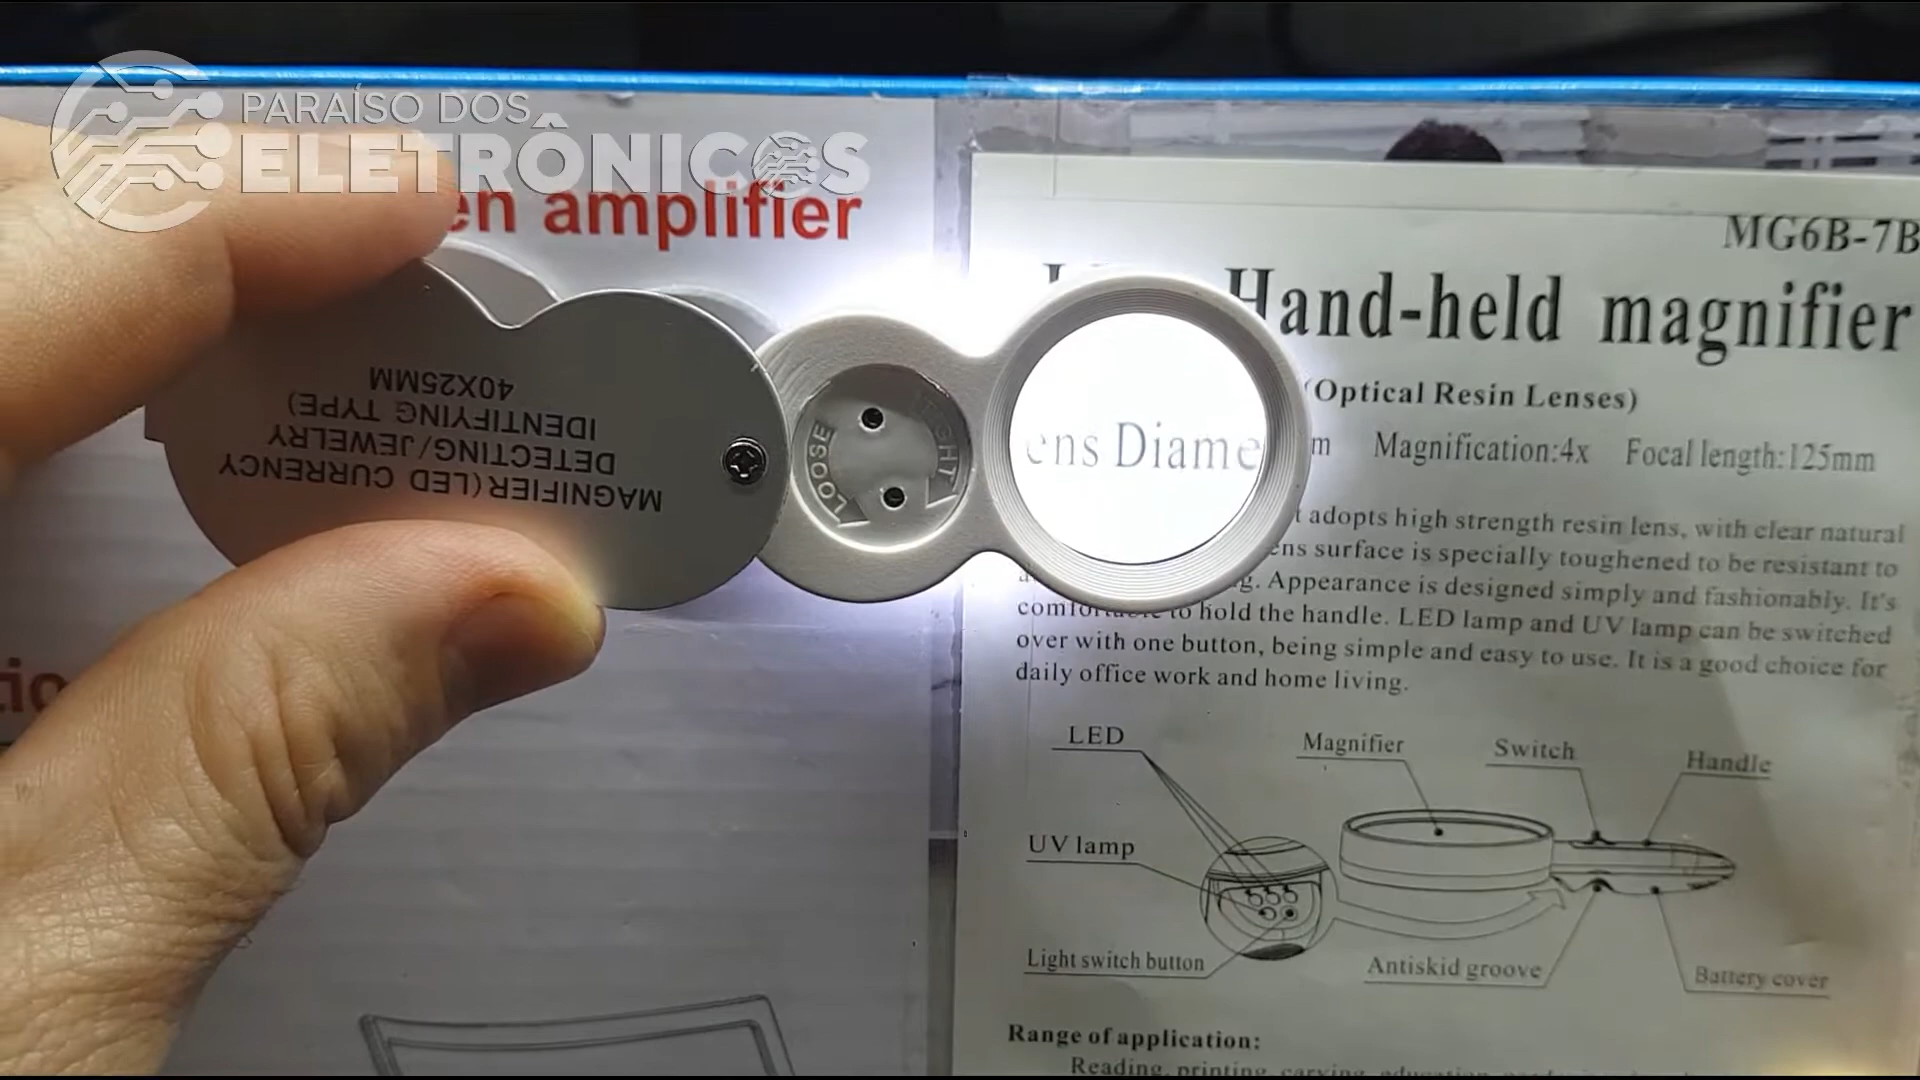 PARAÍSO DOS
ELETRÔNICOS
en amplifier
MAGNIFIER(LED CURRENCY
DETECTING/JEWELRY
IDENTIFYING TYPE)
40X25MM
LOOSE
MG6B-7B
Hand-held magnifier
(Optical Resin Lenses)
ens Diame m Magnification:4x Focal length:125mm
t adopts high strength resin lens, with clear natural
ens surface is specially toughened to be resistant to
g. Appearance is designed simply and fashionably. It's
to hold the handle. LED lamp and UV lamp can be switched
over with one button, being simple and easy to use. It is a good choice for
daily office work and home living.
LED
Magnifier
Switch
Handle
UV lamp
Light switch button
Antiskid groove
Battery cover
Range of application:
Reading, printing, carving, education